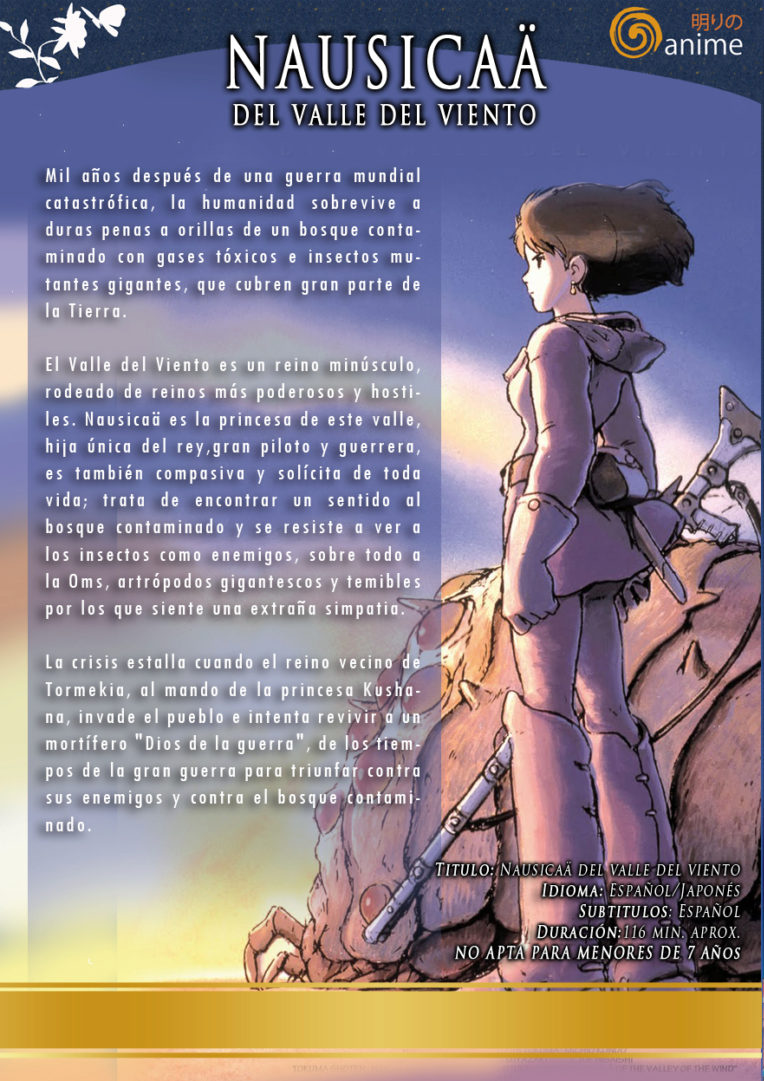 明りの
anime
NAUSICAÄ
DEL VALLE DEL VIENTO
Mil años después de una guerra mundial
catastrófica, la humanidad sobrevive a
duras penas a orillas de un bosque conta-
minado con gases tóxicos e insectos mu-
tantes gigantes, que cubren gran parte de
la Tierra.
El Valle del Viento es un reino minúsculo,
rodeado de reinos más poderosos y hosti-
les. Nausicaä es la princesa de este valle,
hija única del rey,gran piloto y guerrera,
es también compasiva y solícita de toda
vida; trata de encontrar un sentido al
bosque contaminado y se resiste a ver a
los insectos como enemigos, sobre todo a
la Oms, artrópodos gigantescos y temibles
por los que siente una extraña simpatia.
La crisis estalla cuando el reino vecino de
Tormekia, al mando de la princesa Kusha-
na, invade el pueblo e intenta revivir a un
mortífero "Dios de la guerra", de los tiem-
pos de la gran guerra para triunfar contra
sus enemigos y contra el bosque contami-
nado.
TITULO: NAUSICAÄ DEL VALLE DEL VIENTO
IDIOMA: ESPAÑOL/JAPONÉS
SUBTITULOS: ESPAÑOL
DURACIÓN:116 MIN. APROX.
NO APTA PARA MENORES DE 7 AÑOS
OF THE VALLEY OF THE WIND"